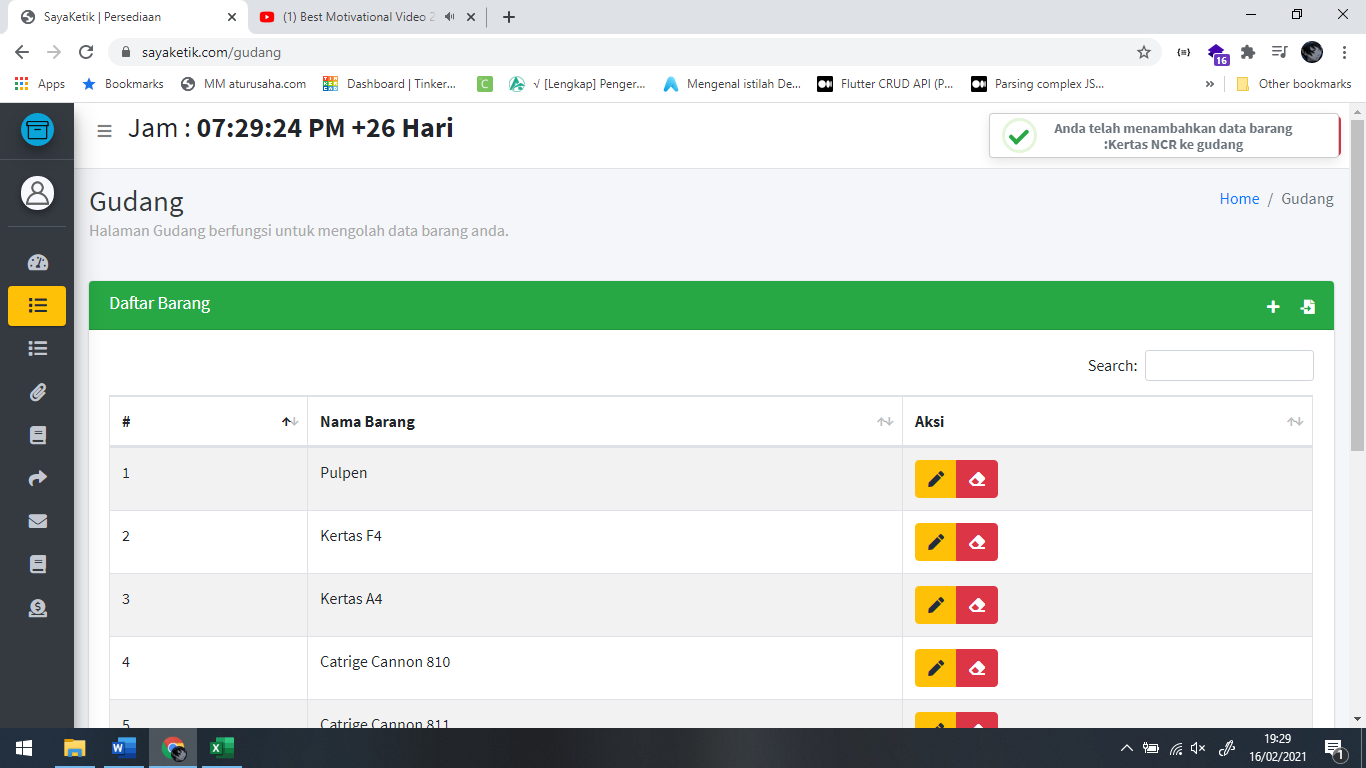 SayaKetik | Persediaan
(1) Best Motivational Video 2
sayaketik.com/gudang
16
Apps
Bookmarks
MM aturusaha.com
Dashboard | Tinker...
C
√ [Lengkap] Penger...
Mengenal istilah De...
Flutter CRUD API (P...
Parsing complex JS...
»
Other bookmarks
Jam : 07:29:24 PM +26 Hari
Anda telah menambahkan data barang
:Kertas NCR ke gudang
Gudang
Home / Gudang
Halaman Gudang berfungsi untuk mengolah data barang anda.
Daftar Barang
Search:
# Nama Barang Aksi
1 Pulpen
2 Kertas F4
3 Kertas A4
4 Catrige Cannon 810
5 Catrige Cannon 811
19:29
16/02/2021
1